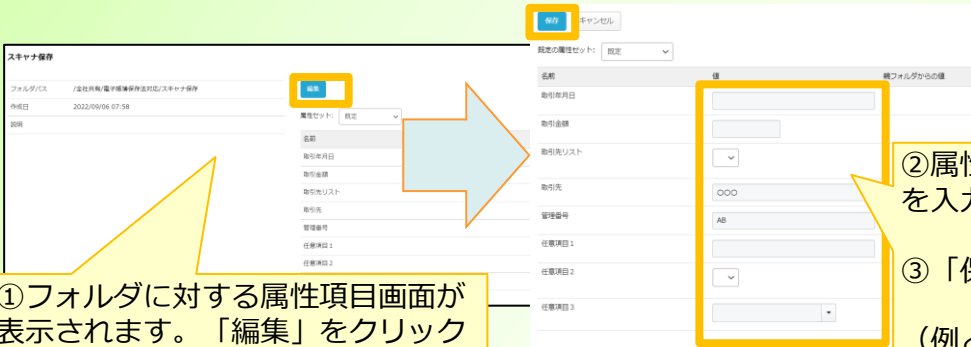 スキャナ保存
フォルダパス /全社共有/電子帳簿保存法対応/スキャナ保存
作成日 2022/09/06 07:58
説明
編集
属性セット: 既定
名前
取引年月日
取引金額
取引先リスト
取引先
管理番号
任意項目1
任意項目2
①フォルダに対する属性項目画面が
表示されます。「編集」をクリック
保存 キャンセル
既定の属性セット: 既定
名前 値 親フォルダからの値
取引年月日
取引金額
取引先リスト
取引先 ○○○
管理番号 AB
任意項目1
任意項目2
任意項目3
②属性
を入力
③「保
（例